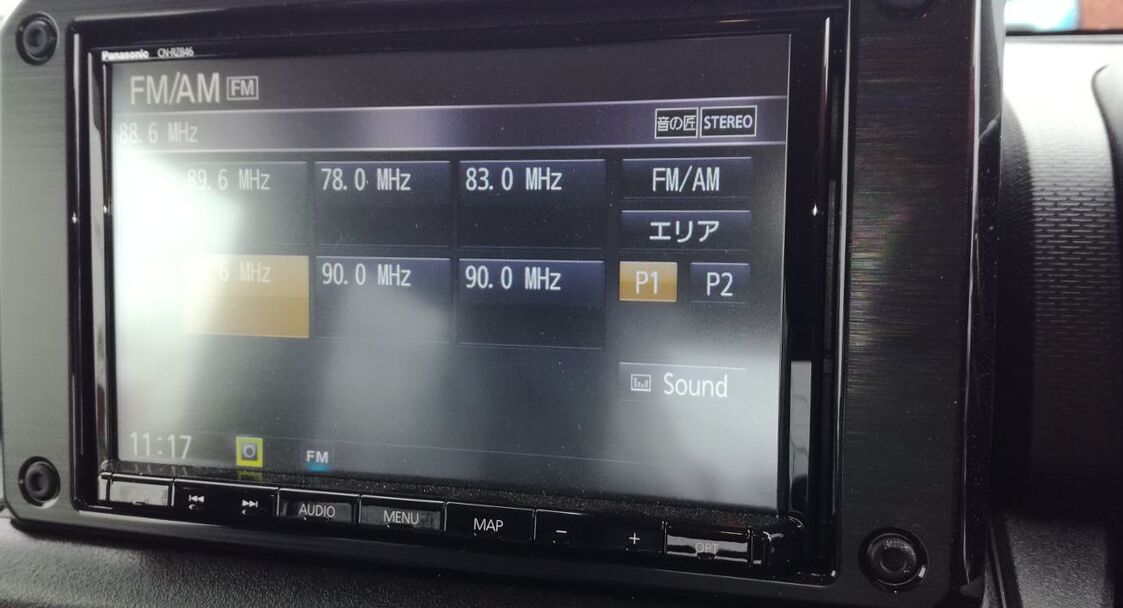 Panasonic CN-RZ846
FM/AM FM
88.6 MHz 音の匠 STEREO
89.6 MHz 78.0 MHz 83.0 MHz FM/AM
エリア
6 MHz 90.0 MHz 90.0 MHz P1 P2
Sound
11:17 FM
AUDIO MENU MAP - + OPT